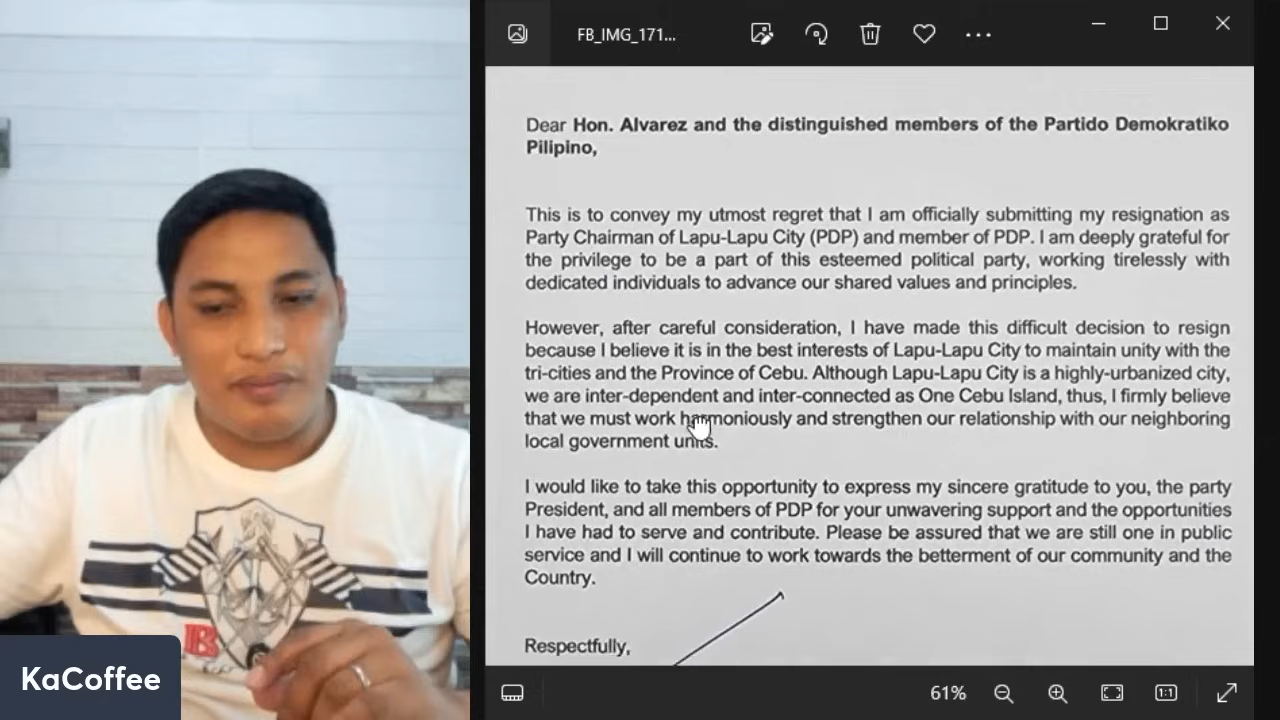 FB_IMG_171...
Dear Hon. Alvarez and the distinguished members of the Partido Demokratiko
Pilipino,
This is to convey my utmost regret that I am officially submitting my resignation as
Party Chairman of Lapu-Lapu City (PDP) and member of PDP. I am deeply grateful for
the privilege to be a part of this esteemed political party, working tirelessly with
dedicated individuals to advance our shared values and principles.
However, after careful consideration, I have made this difficult decision to resign
because I believe it is in the best interests of Lapu-Lapu City to maintain unity with the
tri-cities and the Province of Cebu. Although Lapu-Lapu City is a highly-urbanized city,
we are inter-dependent and inter-connected as One Cebu Island, thus, I firmly believe
that we must work harmoniously and strengthen our relationship with our neighboring
local government units.
I would like to take this opportunity to express my sincere gratitude to you, the party
President, and all members of PDP for your unwavering support and the opportunities
I have had to serve and contribute. Please be assured that we are still one in public
service and I will continue to work towards the betterment of our community and the
Country.
Respectfully,
61%
1:1
B
KaCoffee